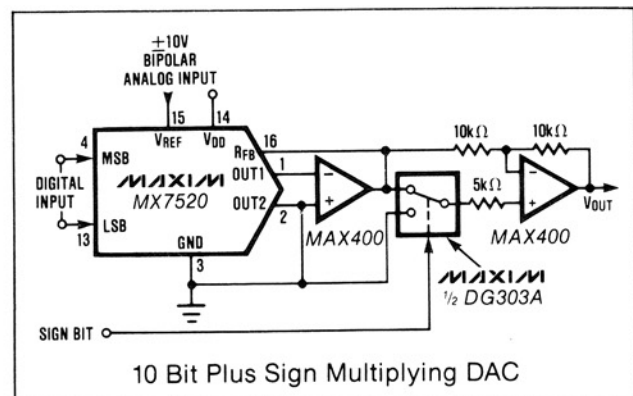 ±10V
BIPOLAR
ANALOG INPUT
15
14
4
VREF
VDD
16
RFB
10kΩ
10kΩ
MSB
1
OUT1
−
−
MAXIM
DIGITAL
INPUT
MX7520
OUT2
2
+
5kΩ
+
VOUT
LSB
13
MAX400
MAX400
GND
3
MAXIM
½ DG303A
SIGN BIT
10 Bit Plus Sign Multiplying DAC